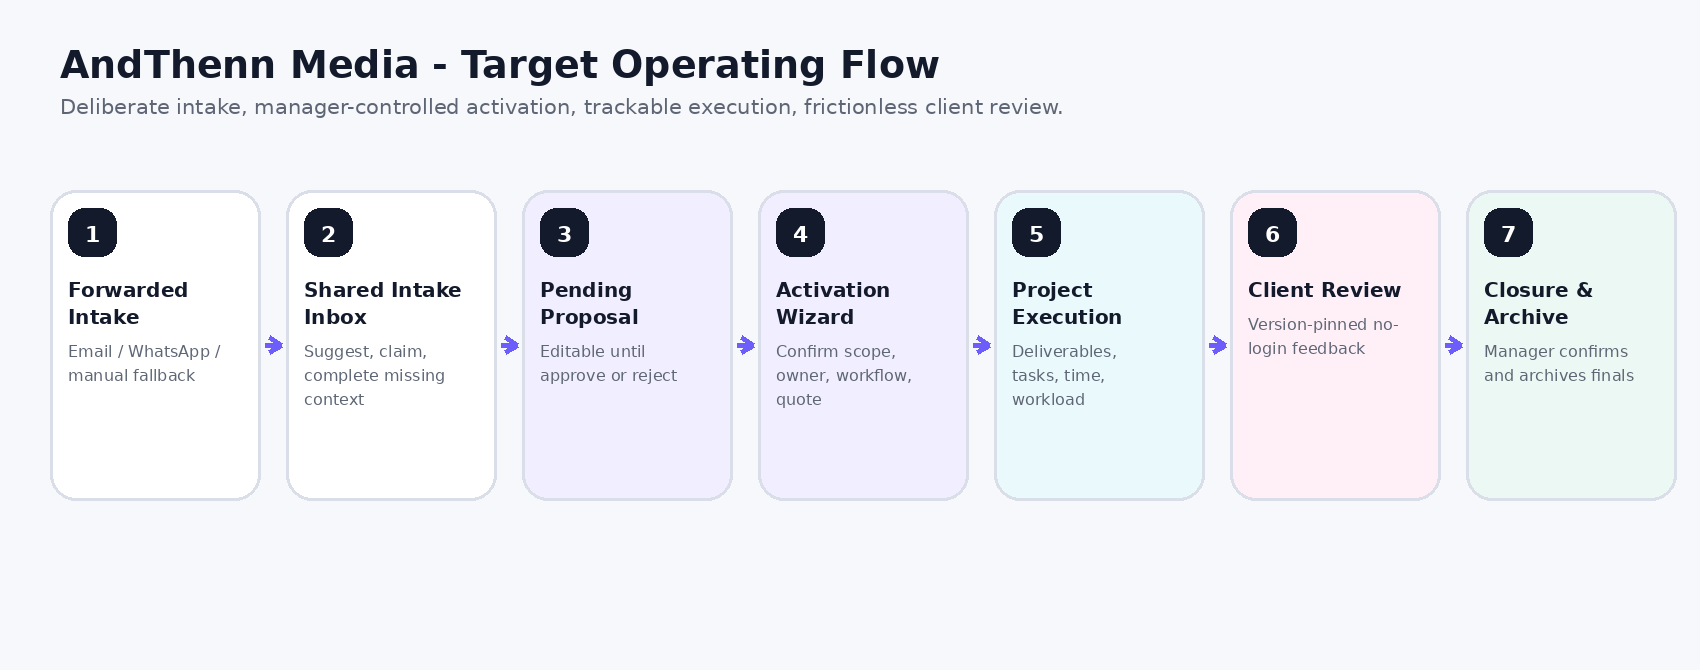 AndThenn Media - Target Operating Flow
Deliberate intake, manager-controlled activation, trackable execution, frictionless client review.
1
Forwarded
Intake
Email / WhatsApp /
manual fallback
2
Shared Intake
Inbox
Suggest, claim,
complete missing
context
3
Pending
Proposal
Editable until
approve or reject
4
Activation
Wizard
Confirm scope,
owner, workflow,
quote
5
Project
Execution
Deliverables,
tasks, time,
workload
6
Client Review
Version-pinned no-
login feedback
7
Closure &
Archive
Manager confirms
and archives finals